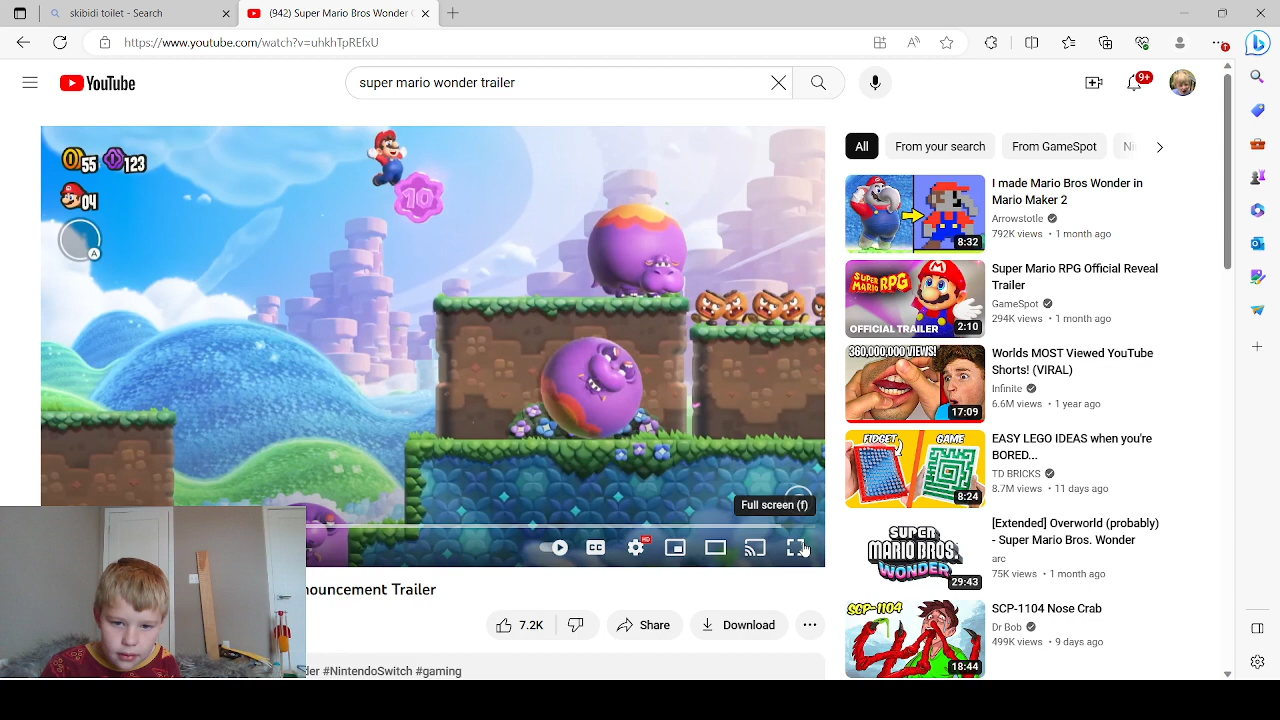 skibidi toilet - Search
(942) Super Mario Bros Wonder
https://www.youtube.com/watch?v=uhkhTpREfxU
YouTube
super mario wonder trailer
9+
55
123
04
A
10
Full screen (f)
CC
HD
ouncement Trailer
7.2K
Share
Download
der #NintendoSwitch #gaming
All
From your search
From GameSpot
Ni
I made Mario Bros Wonder in
Mario Maker 2
Arrowstotle
792K views • 1 month ago
8:32
Super Mario RPG Official Reveal
Trailer
GameSpot
294K views • 1 month ago
SUPER
MARIO RPG
OFFICIAL TRAILER
2:10
Worlds MOST Viewed YouTube
Shorts! (VIRAL)
Infinite
6.6M views • 1 year ago
360,000,000 VIEWS!
17:09
EASY LEGO IDEAS when you're
BORED...
TD BRICKS
8.7M views • 11 days ago
FIDGET
GAME
8:24
[Extended] Overworld (probably)
- Super Mario Bros. Wonder
arc
75K views • 1 month ago
SUPER
MARIO BROS.
WONDER
29:43
SCP-1104 Nose Crab
Dr Bob
499K views • 9 days ago
SCP-1104
18:44